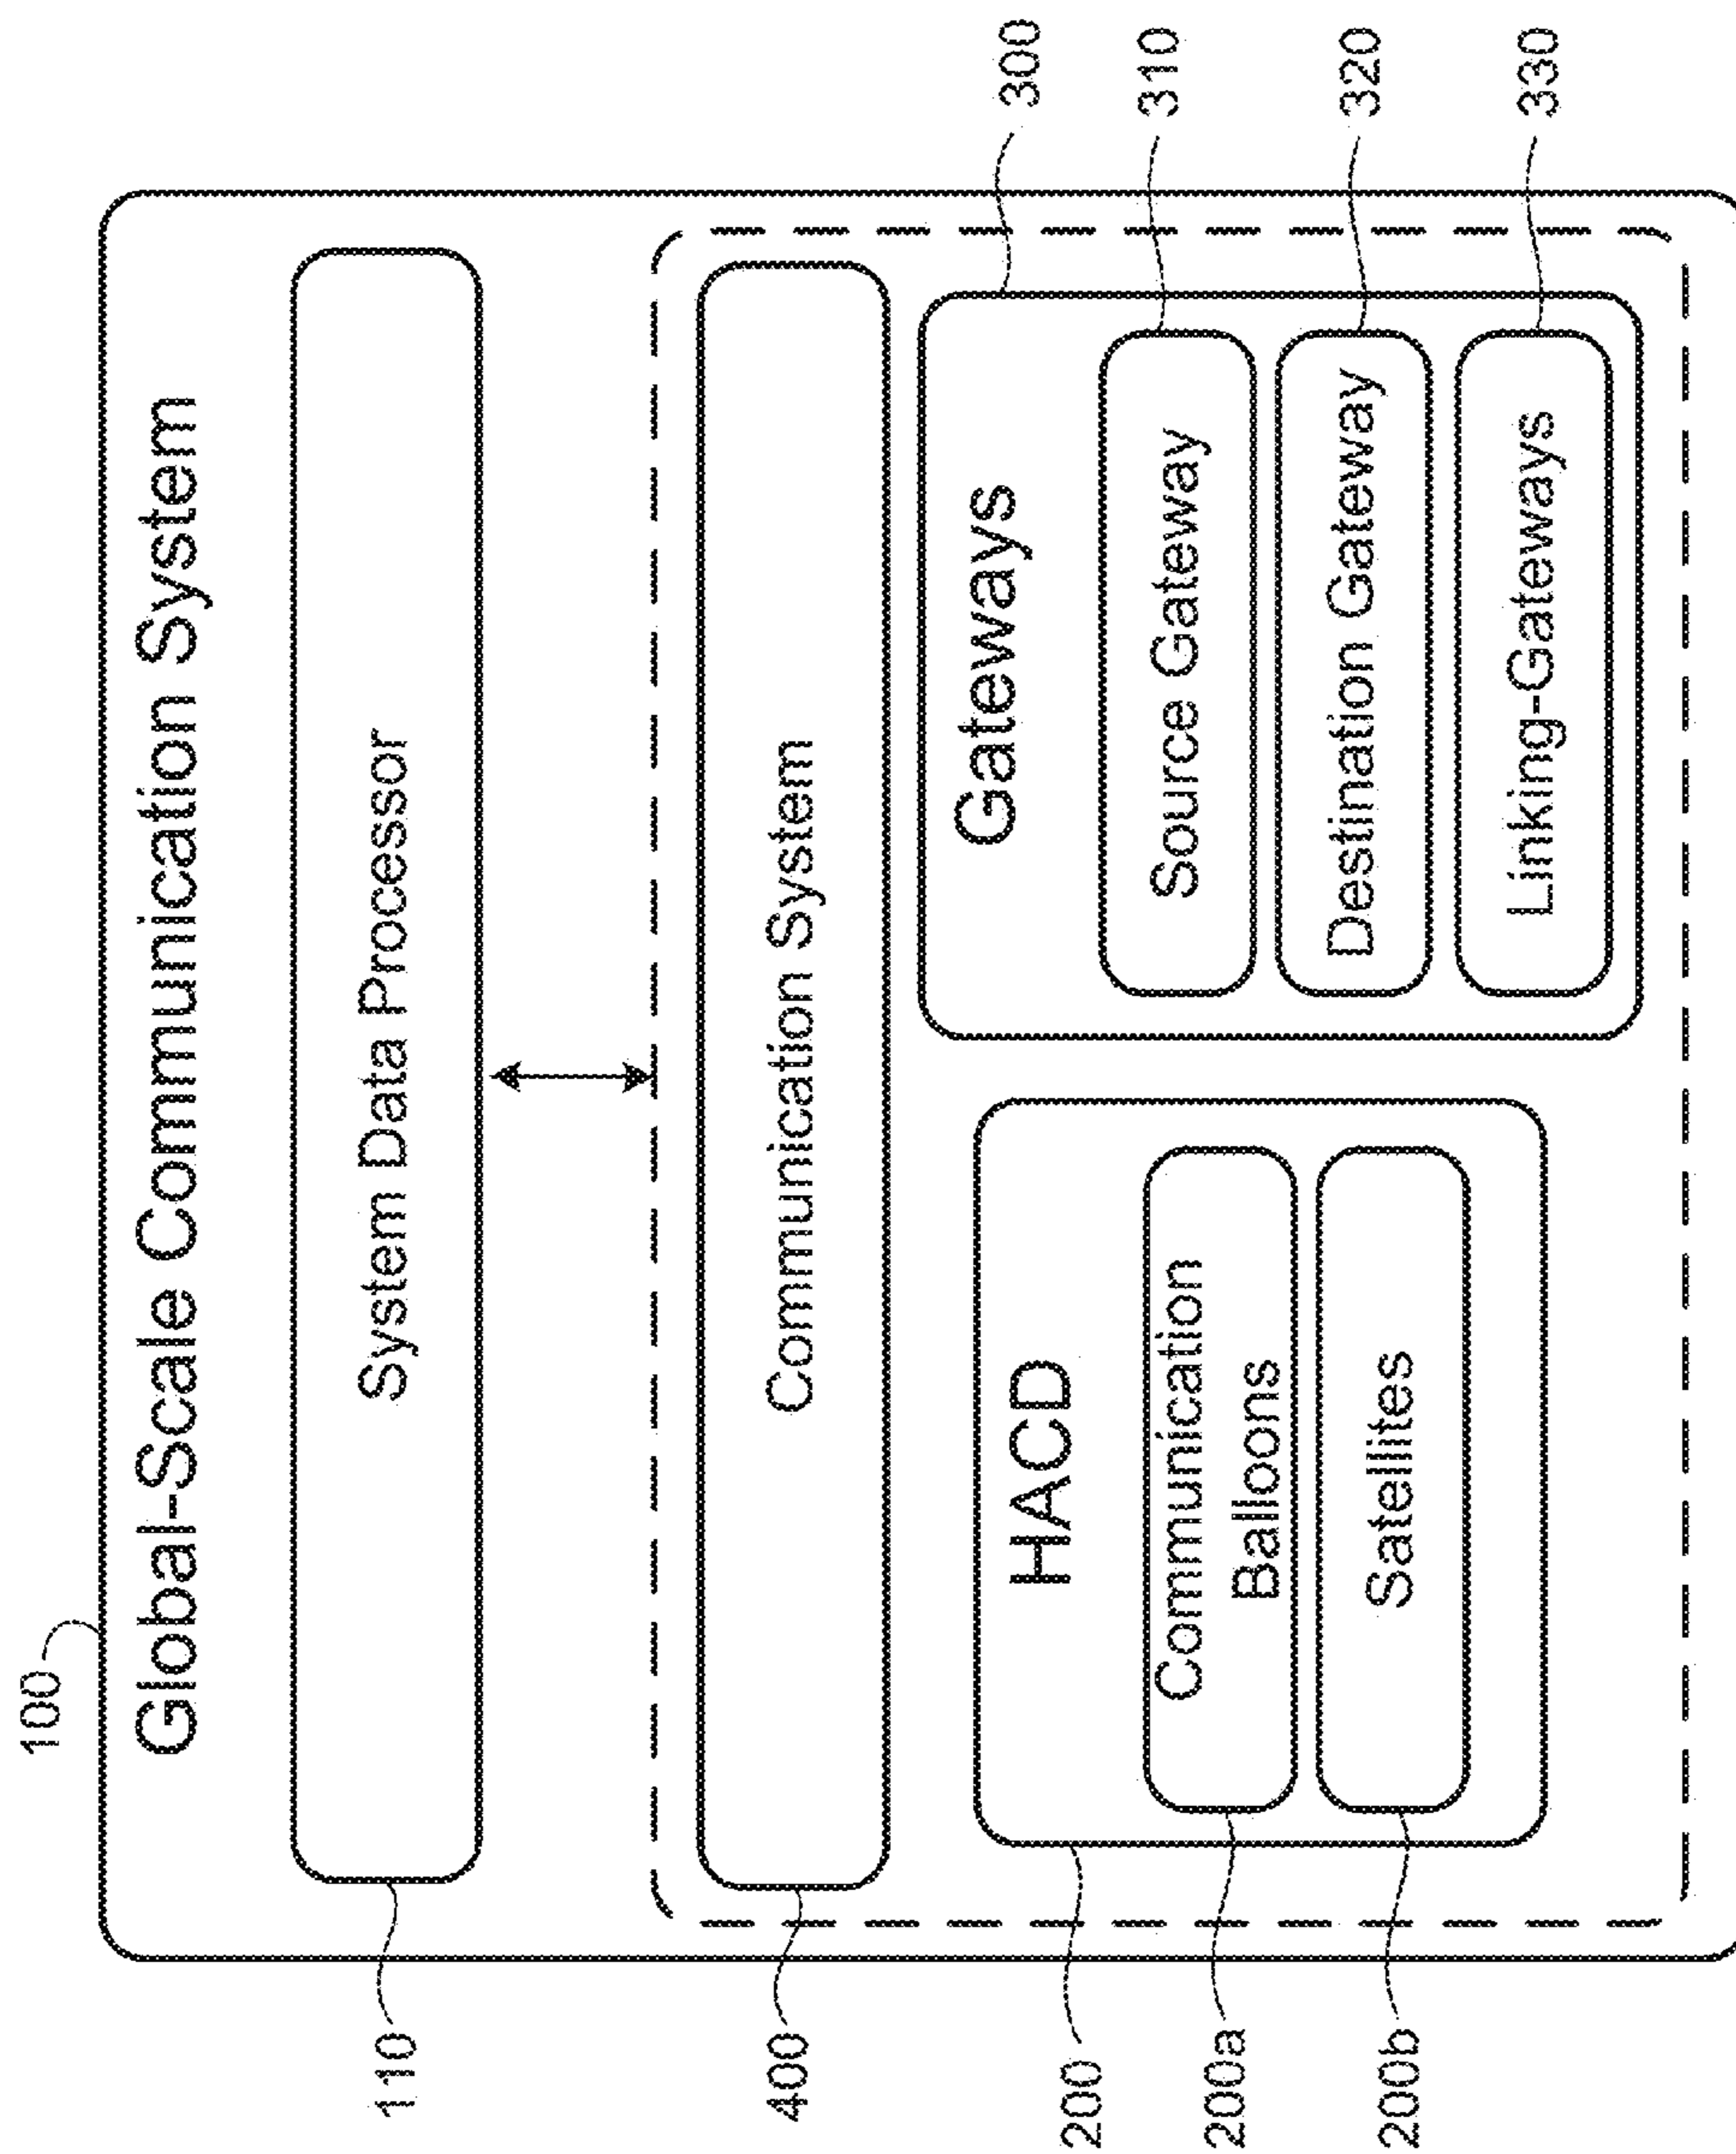 100
Global-Scale Communication System
110
System Data Processor
400
Communication System
200
HACD
200a
Communication
Balloons
200b
Satellites
300
Gateways
310
Source Gateway
320
Destination Gateway
330
Linking-Gateways